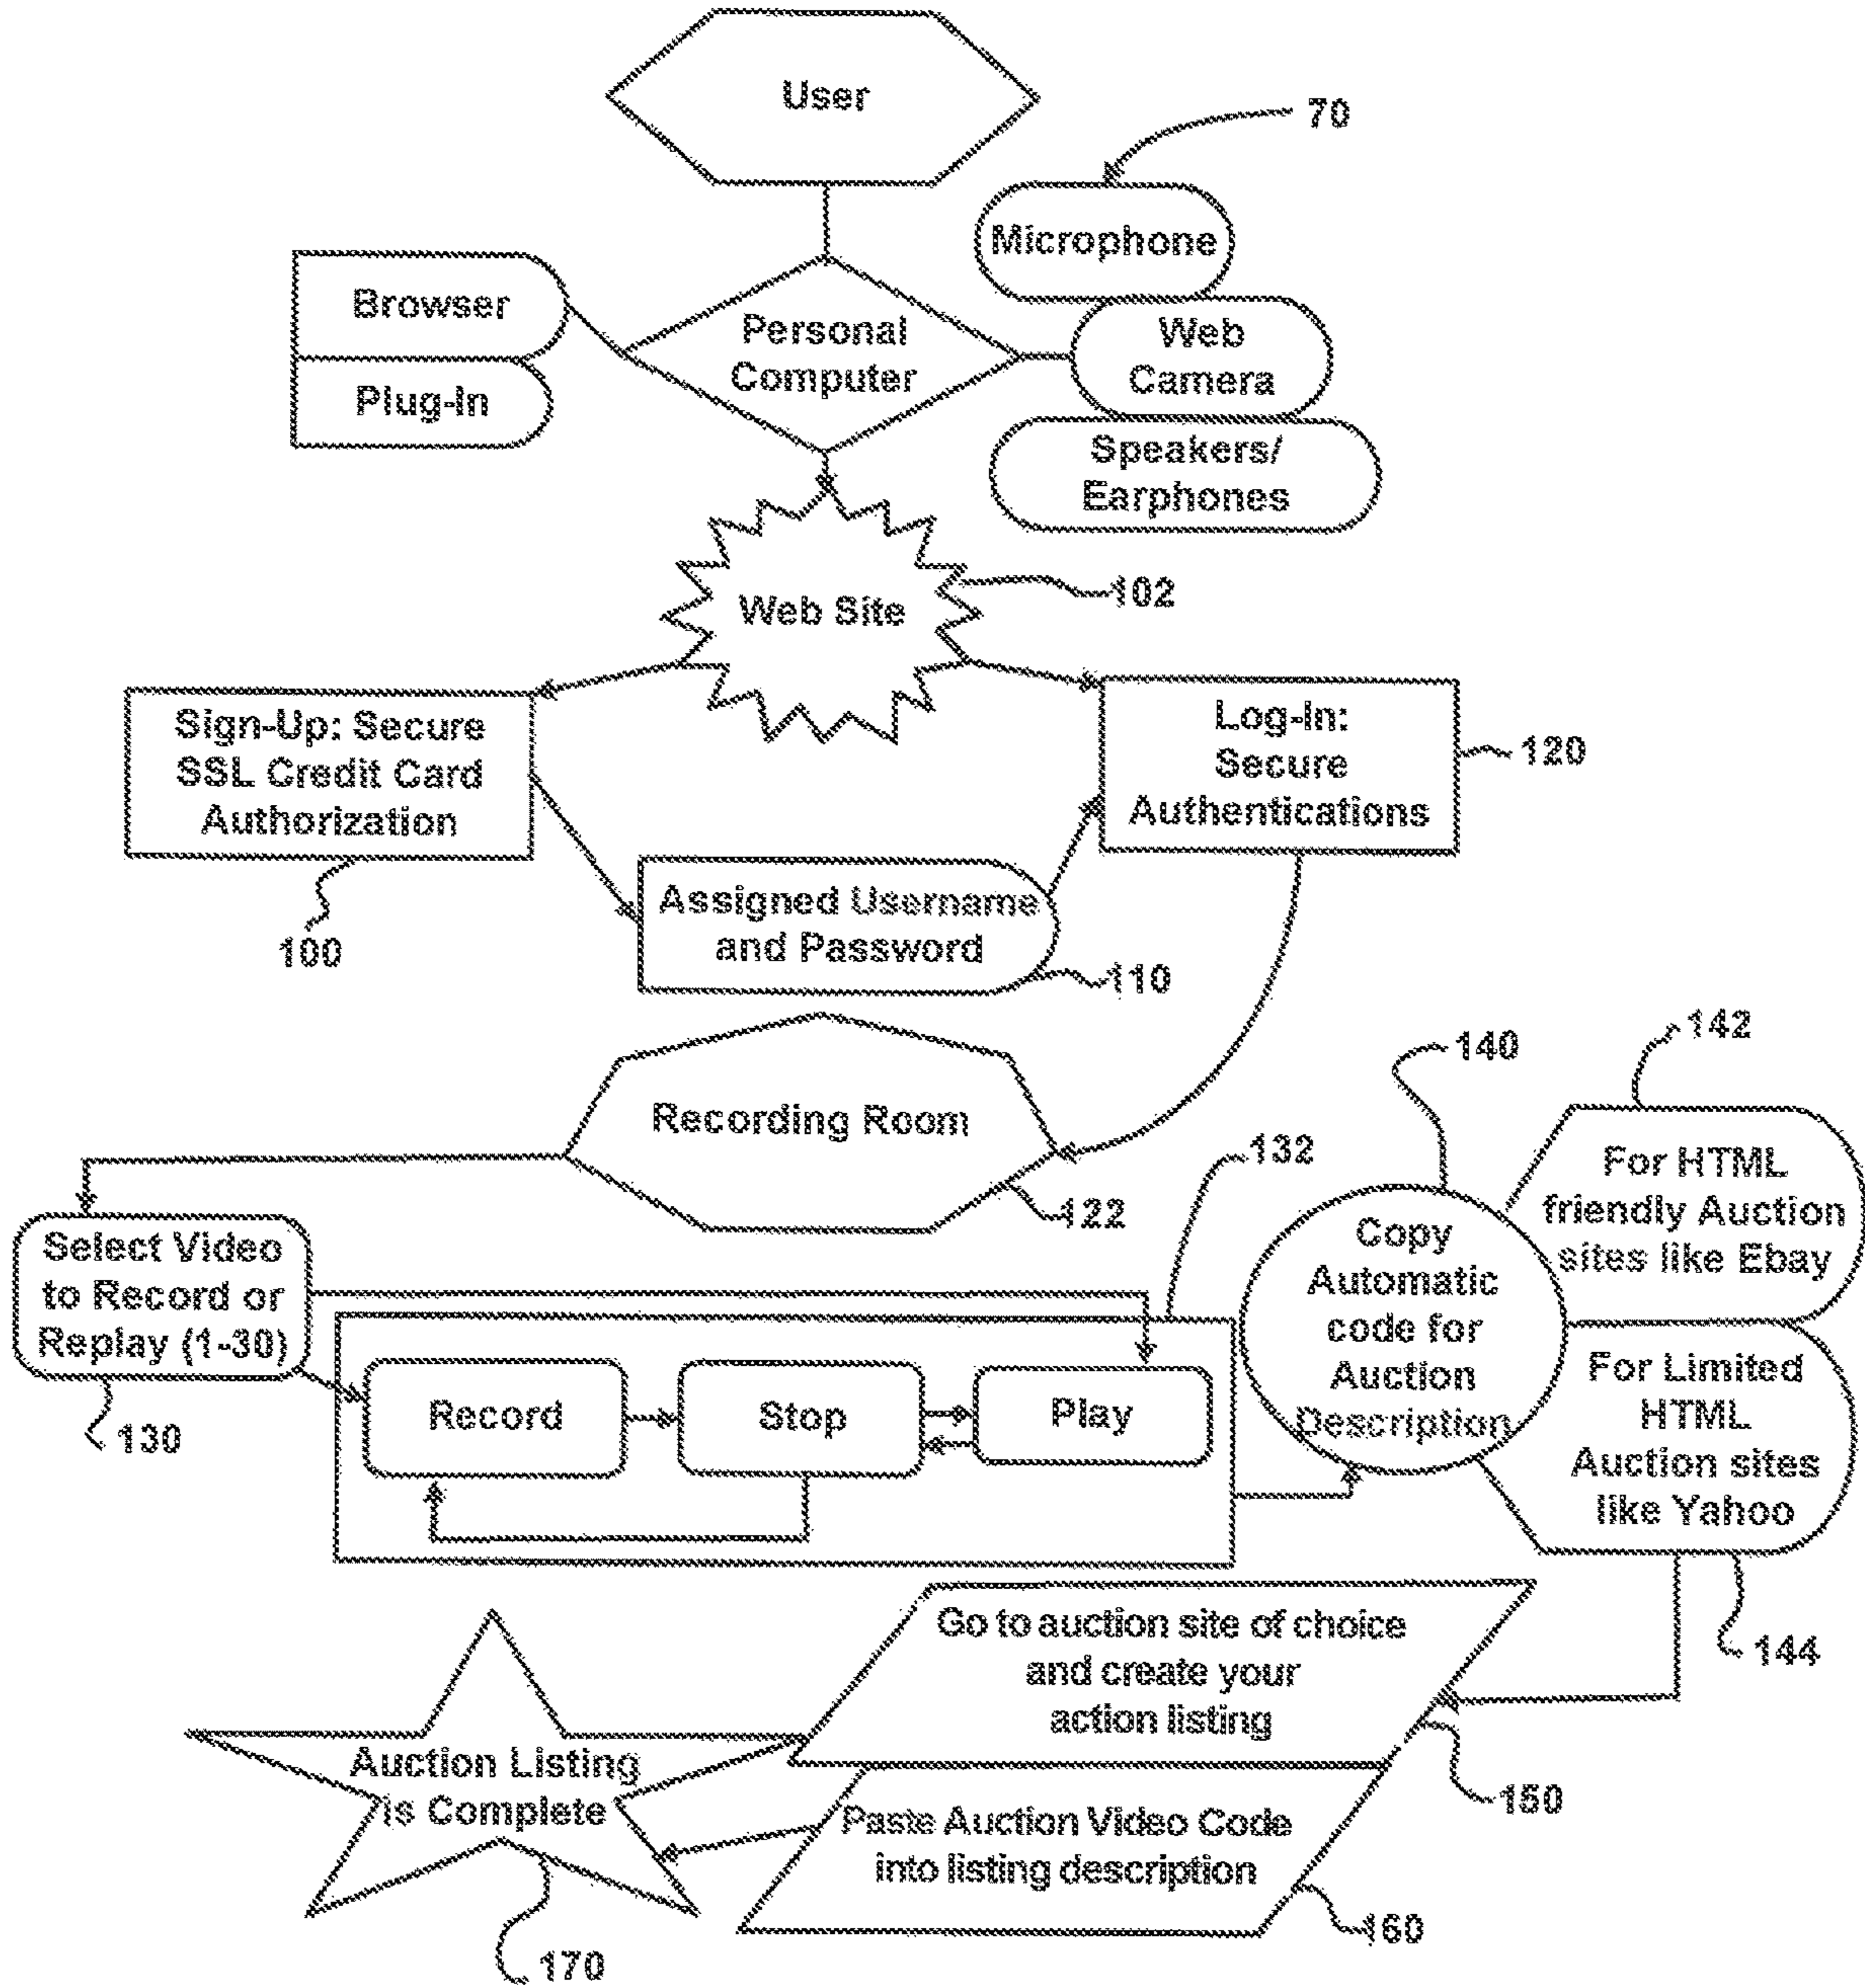 User
70
Microphone
Browser
Personal
Computer
Web
Camera
Plug-In
Speakers/
Earphones
Web Site
102
Sign-Up: Secure
SSL Credit Card
Authorization
Log-In:
Secure
Authentications
120
100
Assigned Username
and Password
110
142
140
Recording Room
132
122
For HTML
friendly Auction
sites like Ebay
Copy
Automatic
code for
Auction
Description
Select Video
to Record or
Replay (1-30)
130
Record
Stop
Play
For Limited
HTML
Auction sites
like Yahoo
144
Go to auction site of choice
and create your
action listing
150
Auction Listing
is Complete
Paste Auction Video Code
into listing description
160
170